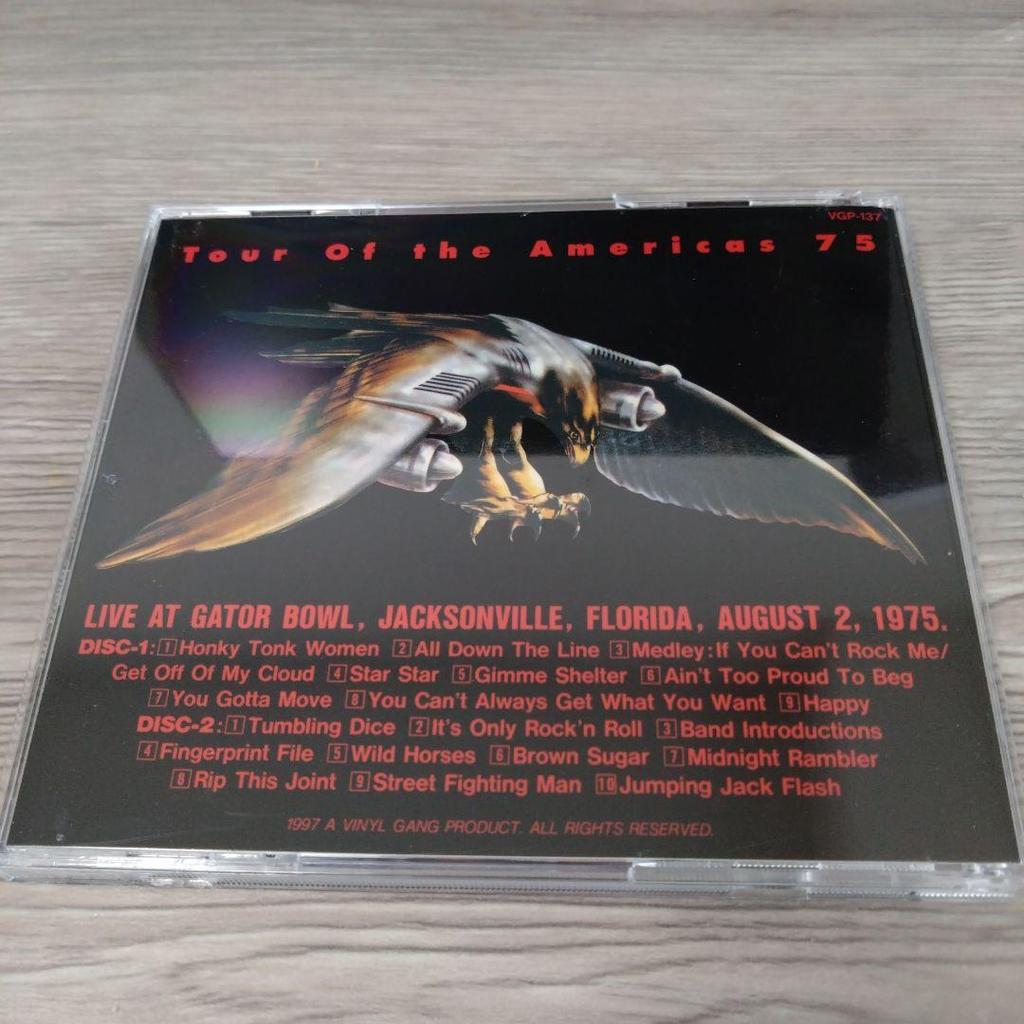 VGP-137
Tour Of the Americas 75
LIVE AT GATOR BOWL, JACKSONVILLE, FLORIDA, AUGUST 2, 1975.
DISC-1: 1 Honky Tonk Women 2 All Down The Line 3 Medley: If You Can't Rock Me/
Get Off Of My Cloud 4 Star Star 5 Gimme Shelter 6 Ain't Too Proud To Beg
7 You Gotta Move 8 You Can't Always Get What You Want 9 Happy
DISC-2: 1 Tumbling Dice 2 It's Only Rock'n Roll 3 Band Introductions
4 Fingerprint File 5 Wild Horses 6 Brown Sugar 7 Midnight Rambler
8 Rip This Joint 9 Street Fighting Man 10 Jumping Jack Flash
1997 A VINYL GANG PRODUCT. ALL RIGHTS RESERVED.